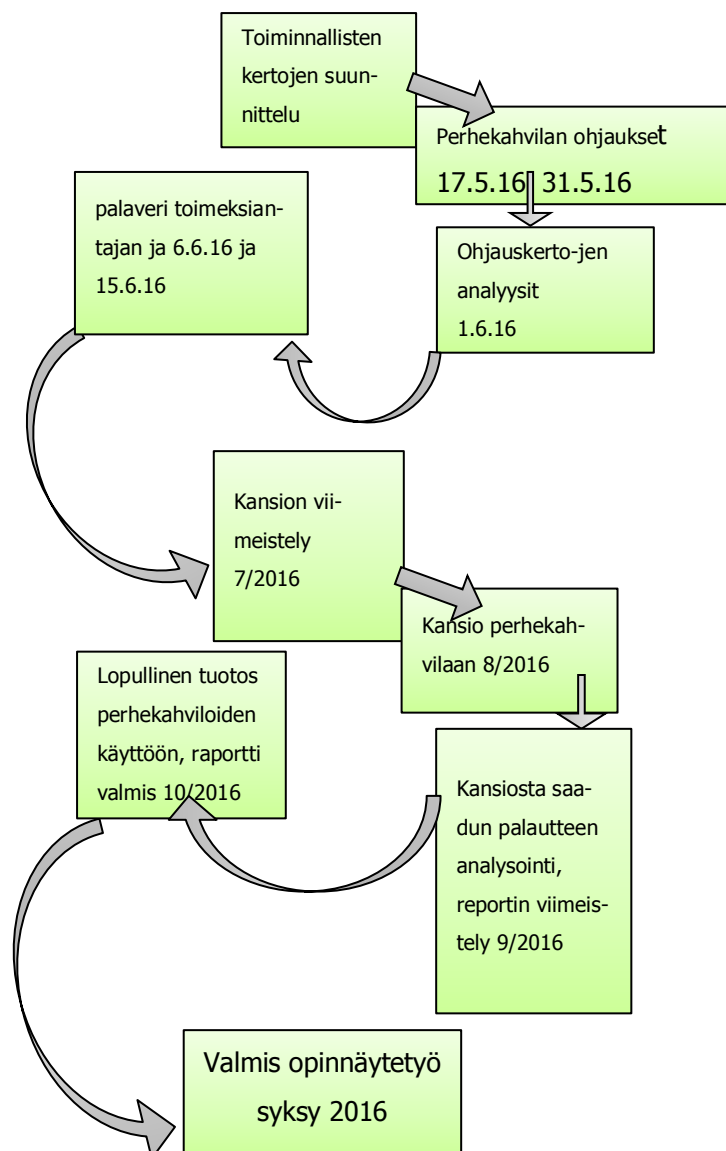 Toiminnallisten
kertojen suun-
nittelu
Perhekahvilan ohjaukset
17.5.16 31.5.16
Ohjauskerto-jen
analyysit
1.6.16
palaveri toimeksian-
tajan ja 6.6.16 ja
15.6.16
Kansion vii-
meistely
7/2016
Kansio perhekah-
vilaan 8/2016
Kansiosta saa-
dun palautteen
analysointi,
reportin viimeis-
tely 9/2016
Lopullinen tuotos
perhekahviloiden
käyttöön, raportti
valmis 10/2016
Valmis opinnäytetyö
syksy 2016